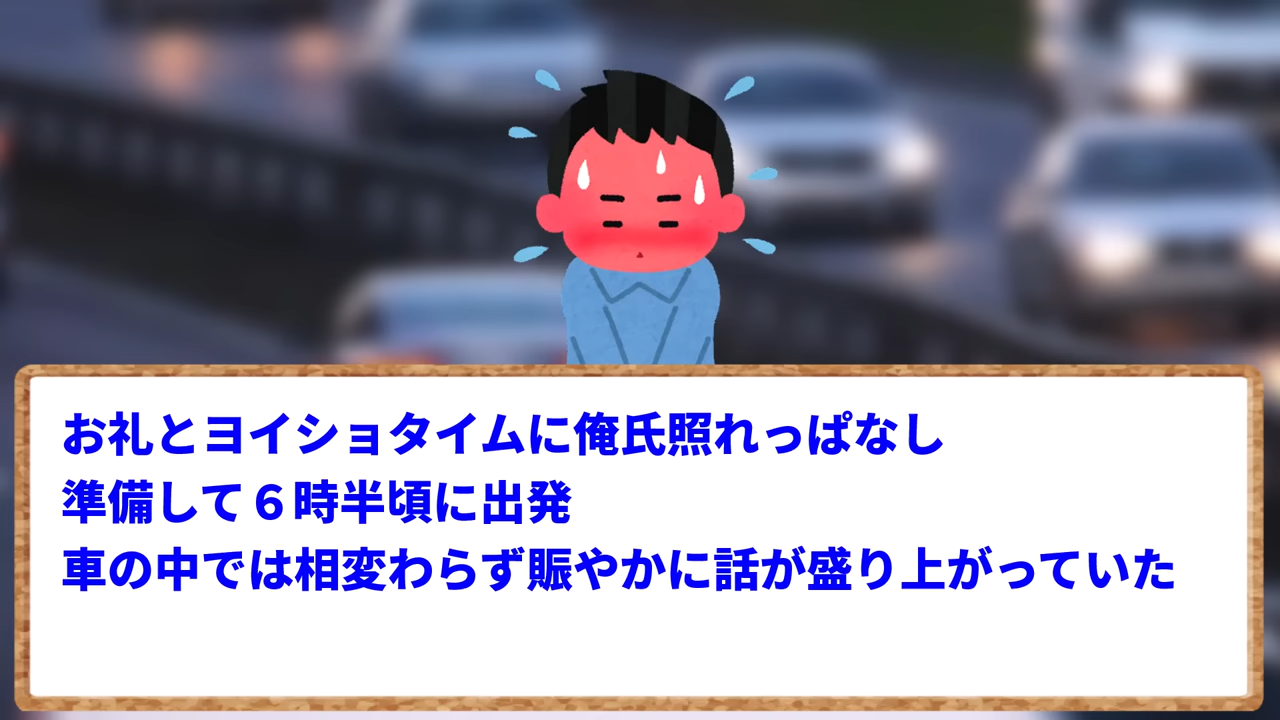 お礼とヨイショタイムに俺氏照れっぱなし
準備して６時半頃に出発
車の中では相変わらず賑やかに話が盛り上がっていた